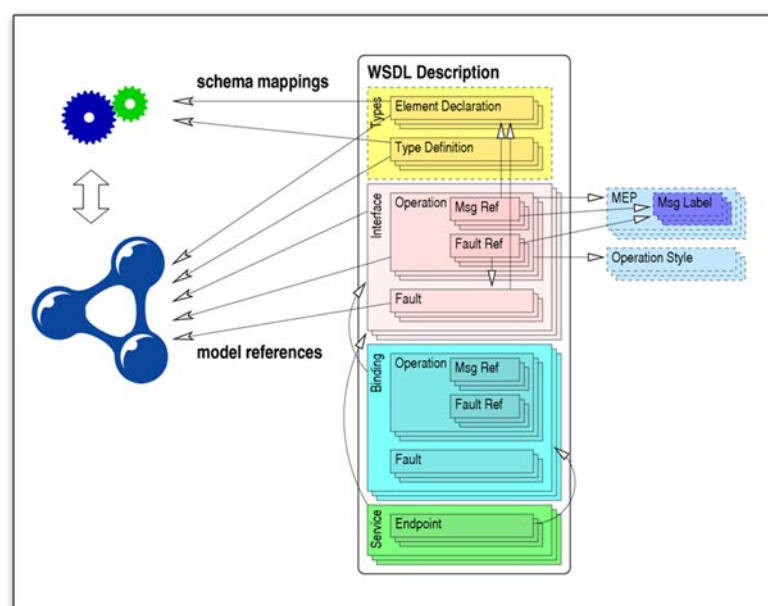 WSDL Description
schema mappings
Types
Element Declaration
Type Definition
Interface
Operation
Msg Ref
Fault Ref
Fault
MEP
Msg Label
Operation Style
model references
Binding
Operation
Msg Ref
Fault Ref
Fault
Service
Endpoint